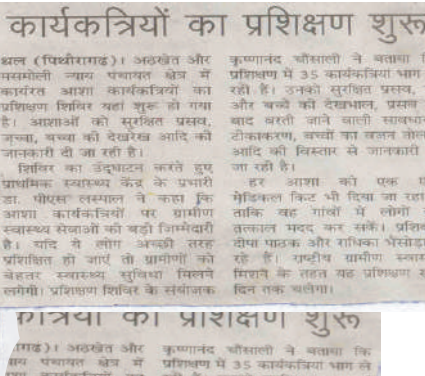 कार्यकत्रियों का प्रशिक्षण शुरू
थल (पिथौरागढ़)। अठखेत और
मसमोली न्याय पंचायत क्षेत्र में
कार्यरत आशा कार्यकत्रियों का
प्रशिक्षण शिविर यहां शुरू हो गया
है। आशाओं को सुरक्षित प्रसव,
जच्चा, बच्चा की देखरेख आदि की
जानकारी दी जा रही है।
शिविर का उद्घाटन करते हुए
प्राथमिक स्वास्थ्य केंद्र के प्रभारी
डा. पीएस लस्पाल ने कहा कि
आशा कार्यकत्रियों पर ग्रामीण
स्वास्थ्य सेवाओं की बड़ी जिम्मेदारी
है। यदि ये लोग अच्छी तरह
प्रशिक्षित हो जाएं तो ग्रामीणों को
बेहतर स्वास्थ्य सुविधा मिलने
लगेगी। प्रशिक्षण शिविर के संयोजक
कृष्णानंद चौसाली ने बताया
प्रशिक्षण में 35 कार्यकत्रियां भाग
रही हैं। उनको सुरक्षित प्रसव,
और बच्चे की देखभाल, प्रसव
बाद बरती जाने वाली
टीकाकरण, बच्चों का वजन
आदि की विस्तार से जानकारी
जा रही है।
हर आशा को एक
मेडिकल किट भी दिया जा रहा
ताकि वह गांवों में लोगों
तत्काल मदद कर सकें।
दीपा पाठक और राधिका
रहे हैं। राष्ट्रीय ग्रामीण
मिशन के तहत यह प्रशिक्षण
दिन तक चलेगा।
का प्रशिक्षण शुरू
अठखेत और
पंचायत क्षेत्र में
कृष्णानंद चौसाली ने बताया कि
प्रशिक्षण में 35 कार्यकत्रियां भाग ले